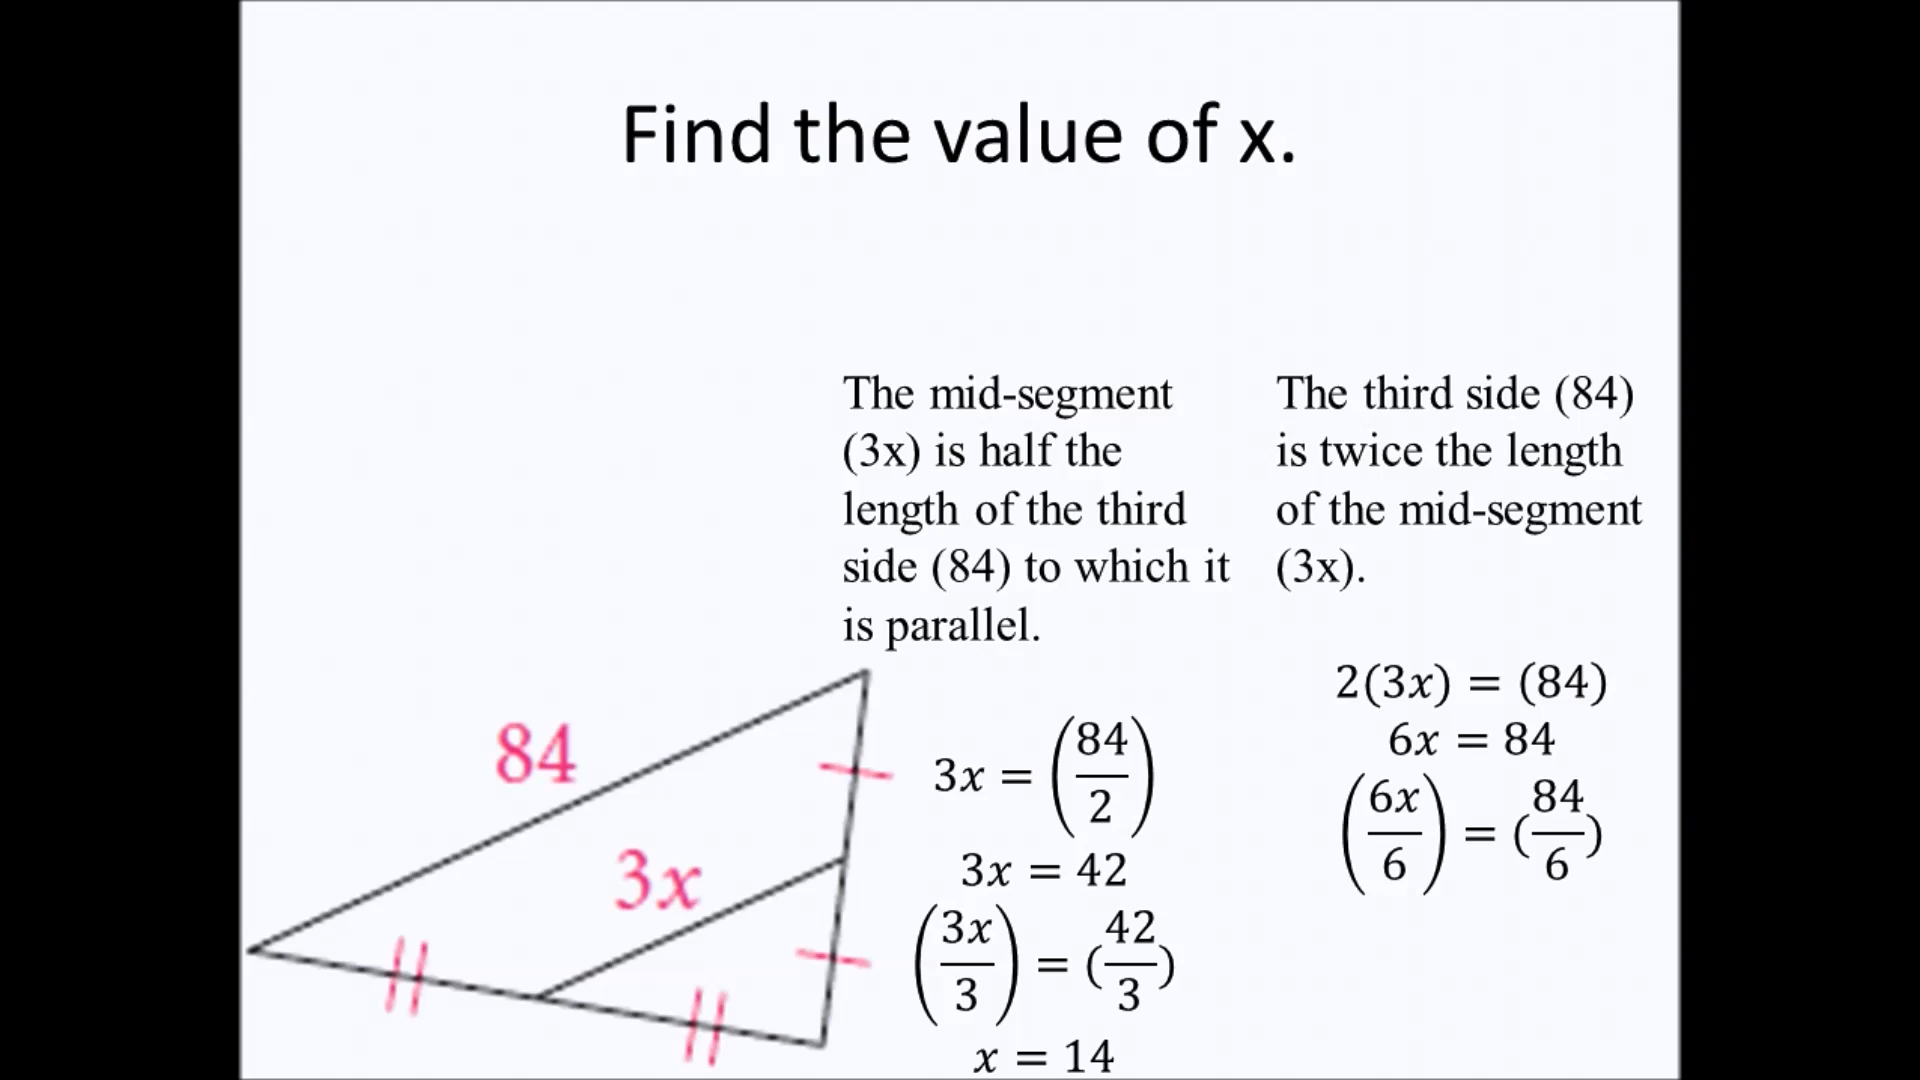 Find the value of x.
The mid-segment
(3x) is half the
length of the third
side (84) to which it
is parallel.
The third side (84)
is twice the length
of the mid-segment
(3x).
84
3x
3x = (84/2)
3x = 42
(3x/3) = (42/3)
x = 14
2(3x) = (84)
6x = 84
(6x/6) = (84/6)